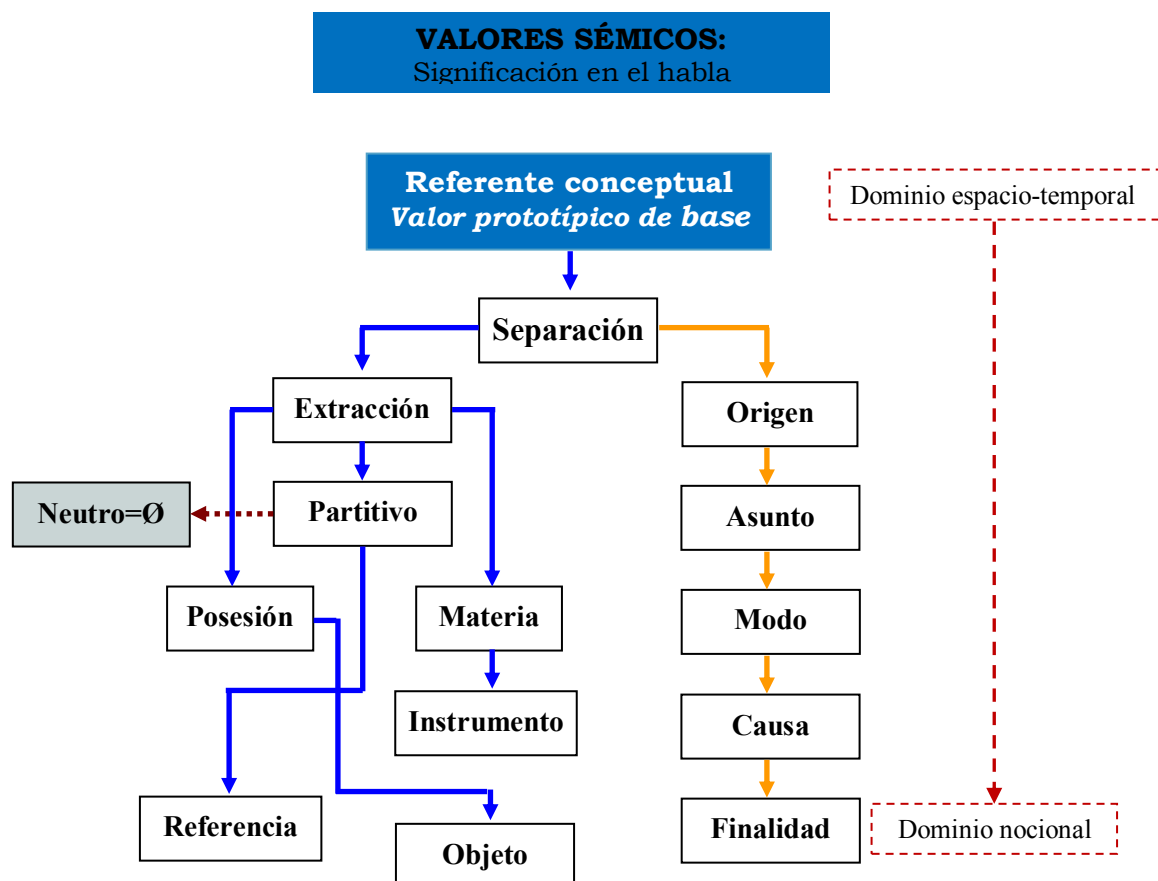 VALORES SÉMICOS:
Significación en el habla
Referente conceptual
Valor prototípico de base
Dominio espacio-temporal
Separación
Extracción
Origen
Neutro=Ø
Partitivo
Asunto
Posesión
Materia
Modo
Instrumento
Causa
Referencia
Objeto
Finalidad
Dominio nocional